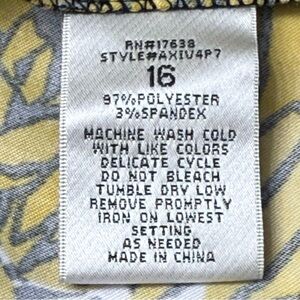 RN#17638
STYLE#AXIU4P7
16
97%POLYESTER
3%SPANDEX
MACHINE WASH COLD
WITH LIKE COLORS
DELICATE CYCLE
DO NOT BLEACH
TUMBLE DRY LOW
REMOVE PROMPTLY
IRON ON LOWEST
SETTING
AS NEEDED
MADE IN CHINA